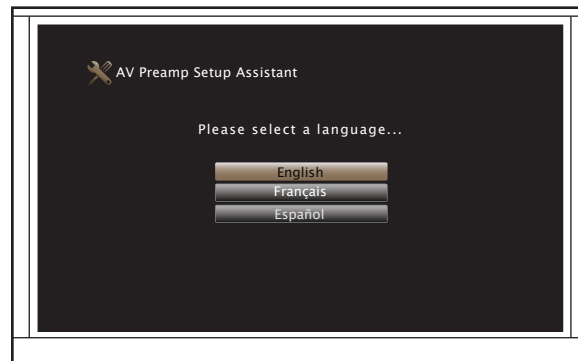 AV Preamp Setup Assistant
Please select a language...
English
Français
Español